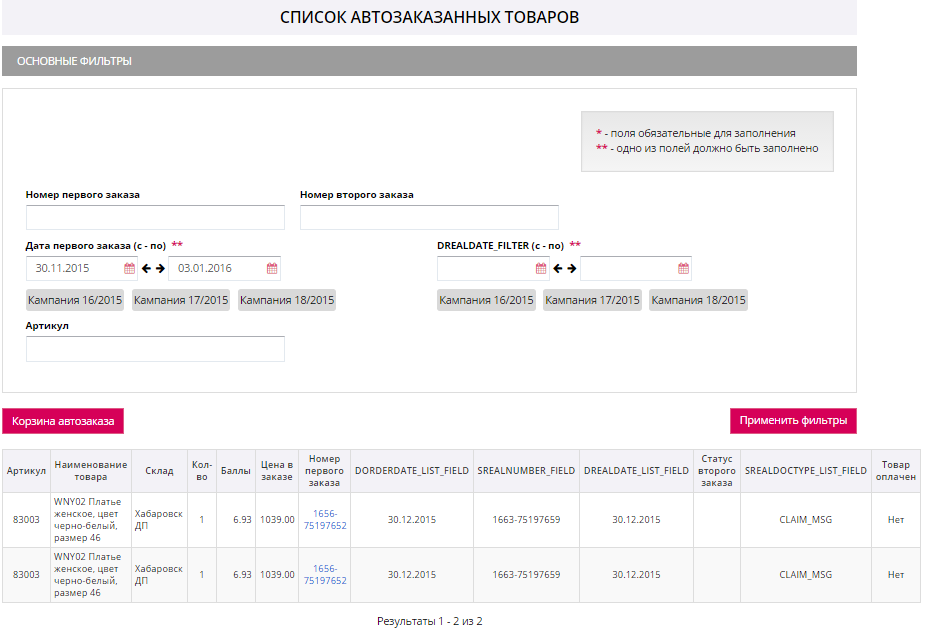 СПИСОК АВТОЗАКАЗАННЫХ ТОВАРОВ
ОСНОВНЫЕ ФИЛЬТРЫ
* - поля обязательные для заполнения
** - одно из полей должно быть заполнено
Номер первого заказа Номер второго заказа
Дата первого заказа (с - по) ** DREALDATE_FILTER (с - по) **
30.11.2015 03.01.2016
Кампания 16/2015 Кампания 17/2015 Кампания 18/2015 Кампания 16/2015 Кампания 17/2015 Кампания 18/2015
Артикул
Корзина автозаказа Применить фильтры
Артикул Наименование товара Склад Кол-во Баллы Цена в заказе Номер первого заказа DORDERDATE_LIST_FIELD SREALNUMBER_FIELD DREALDATE_LIST_FIELD Статус второго заказа SREALDOCTYPE_LIST_FIELD Товар оплачен
83003 WNY02 Платье женское, цвет черно-белый, размер 46 Хабаровск ДП 1 6.93 1039.00 1656-75197652 30.12.2015 1663-75197659 30.12.2015 CLAIM_MSG Нет
83003 WNY02 Платье женское, цвет черно-белый, размер 46 Хабаровск ДП 1 6.93 1039.00 1656-75197652 30.12.2015 1663-75197659 30.12.2015 CLAIM_MSG Нет
Результаты 1 - 2 из 2